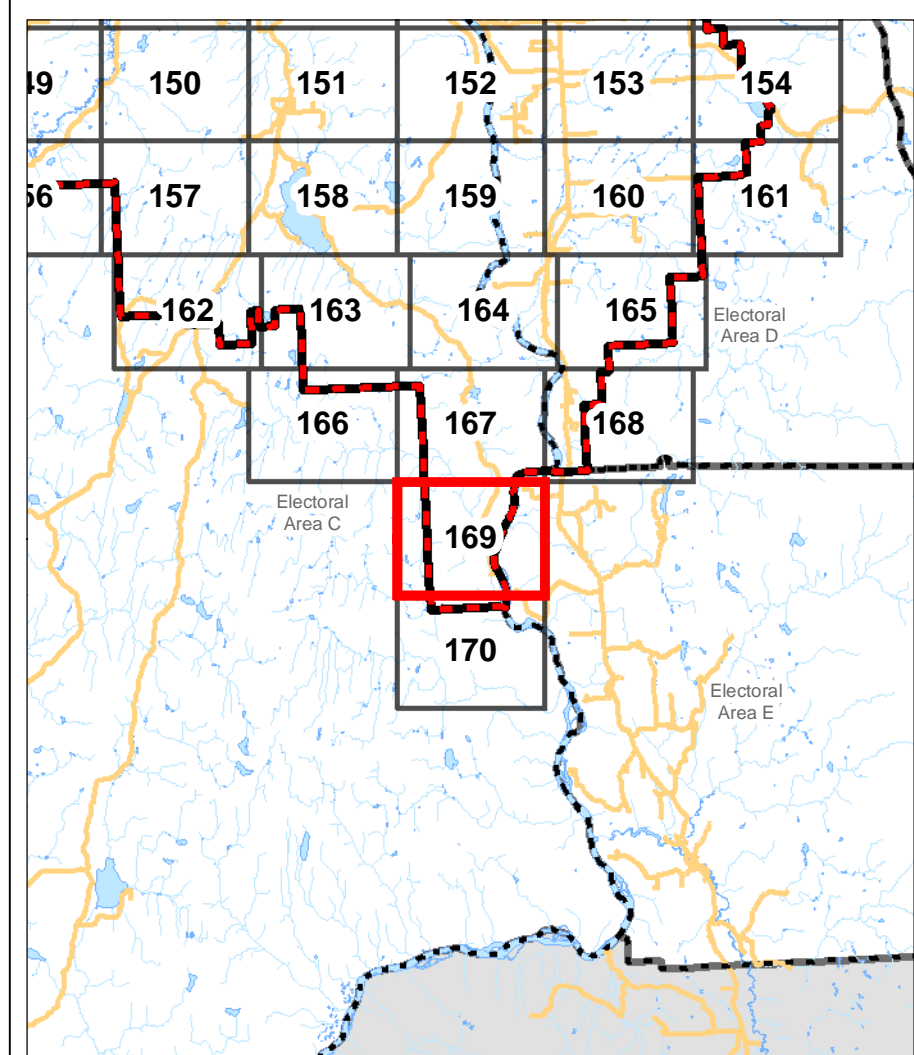 49 150 151 152 153 154
56 157 158 159 160 161
162 163 164 165
Electoral
Area D
166 167 168
Electoral
Area C
169
170
Electoral
Area E